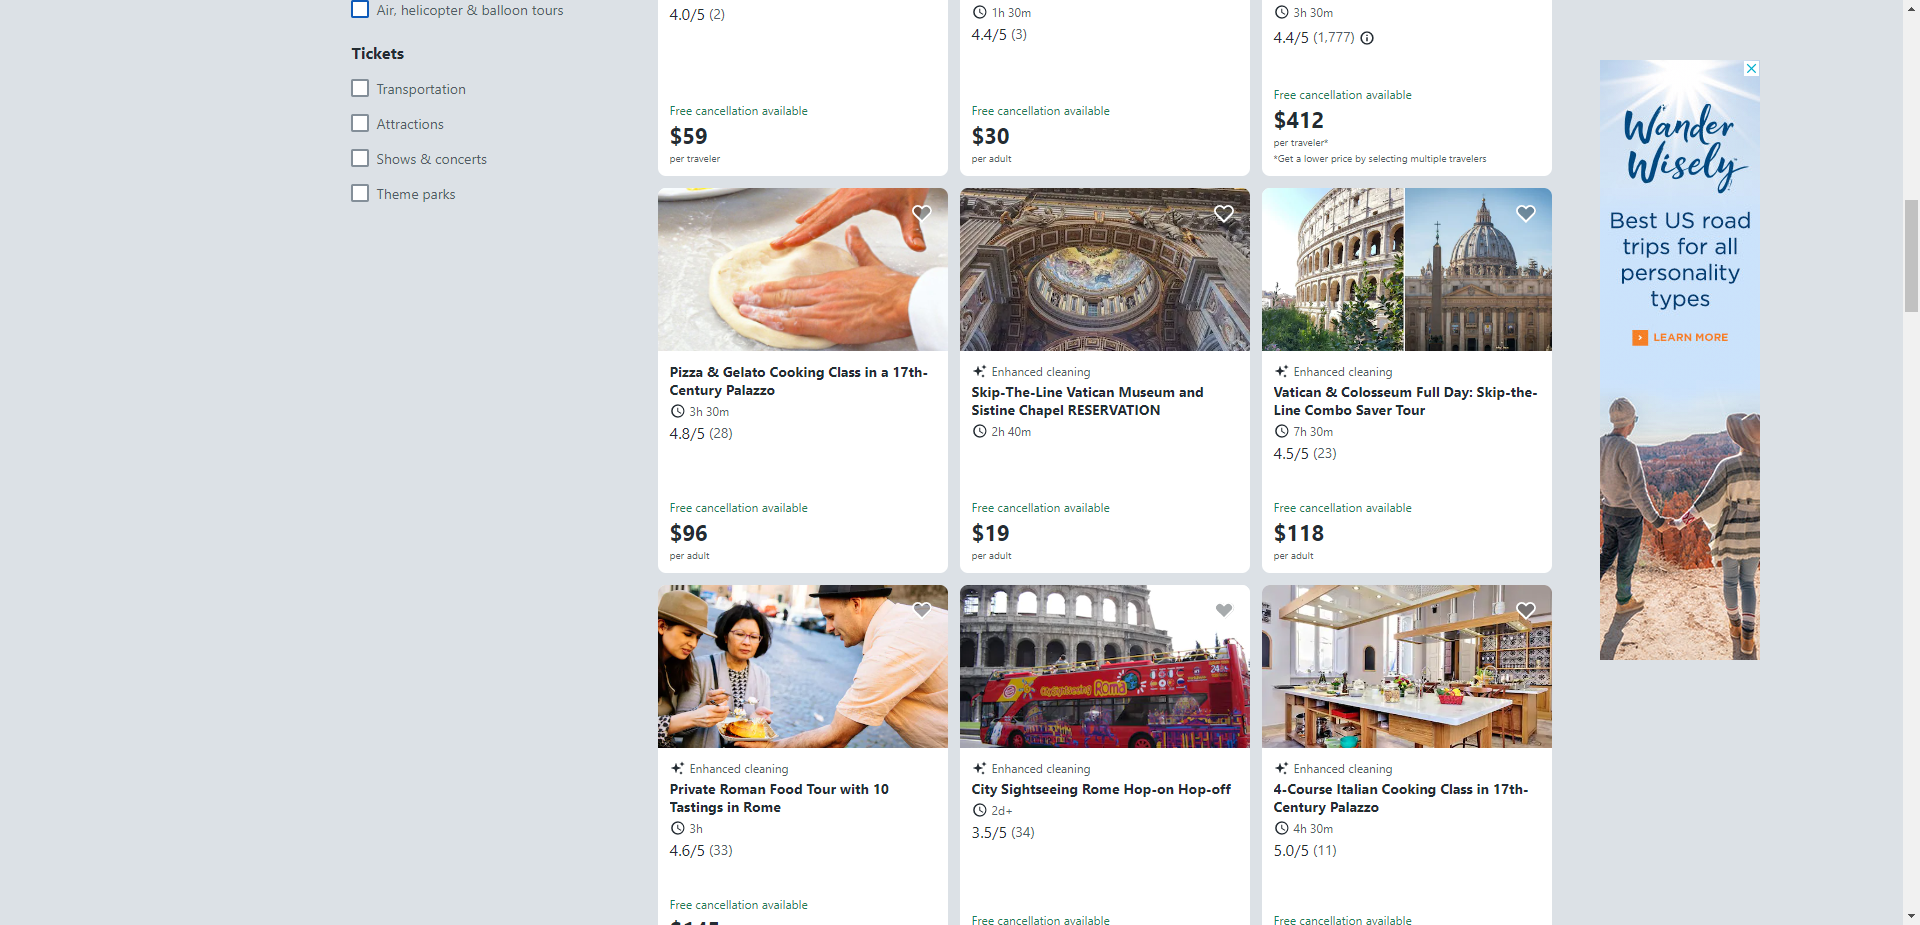 Air, helicopter & balloon tours
Tickets
Transportation
Attractions
Shows & concerts
Theme parks
4.0/5 (2)
Free cancellation available
$59
per traveler
1h 30m
4.4/5 (3)
Free cancellation available
$30
per adult
3h 30m
4.4/5 (1,777)
Free cancellation available
$412
per traveler*
*Get a lower price by selecting multiple travelers
Pizza & Gelato Cooking Class in a 17th-
Century Palazzo
3h 30m
4.8/5 (28)
Free cancellation available
$96
per adult
Enhanced cleaning
Skip-The-Line Vatican Museum and
Sistine Chapel RESERVATION
2h 40m
Free cancellation available
$19
per adult
Enhanced cleaning
Vatican & Colosseum Full Day: Skip-the-
Line Combo Saver Tour
7h 30m
4.5/5 (23)
Free cancellation available
$118
per adult
Enhanced cleaning
Private Roman Food Tour with 10
Tastings in Rome
3h
4.6/5 (33)
Free cancellation available
CitySightseeing Roma
24
Enhanced cleaning
City Sightseeing Rome Hop-on Hop-off
2d+
3.5/5 (34)
Free cancellation available
Enhanced cleaning
4-Course Italian Cooking Class in 17th-
Century Palazzo
4h 30m
5.0/5 (11)
Free cancellation available
Wander
Wisely
Best US road
trips for all
personality
types
LEARN MORE